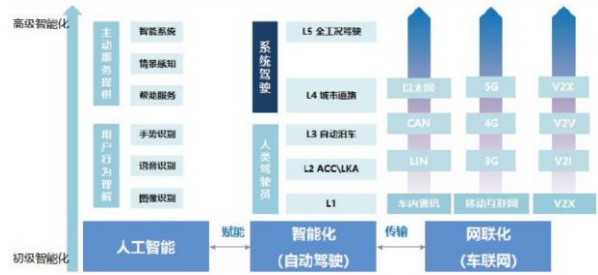 高级智能化
初级智能化
主动服务提供
智能系统
情景感知
帮助服务
用户行为理解
手势识别
语音识别
图像识别
人工智能
赋能
系统驾驶
L5 全工况驾驶
L4 城市道路
人类驾驶员
L3 自动泊车
L2 ACC\LKA
L1
智能化
(自动驾驶)
传输
以太网
CAN
LIN
车内通讯
5G
4G
3G
移动互联网
V2X
V2V
V2I
V2X
网联化
(车联网)